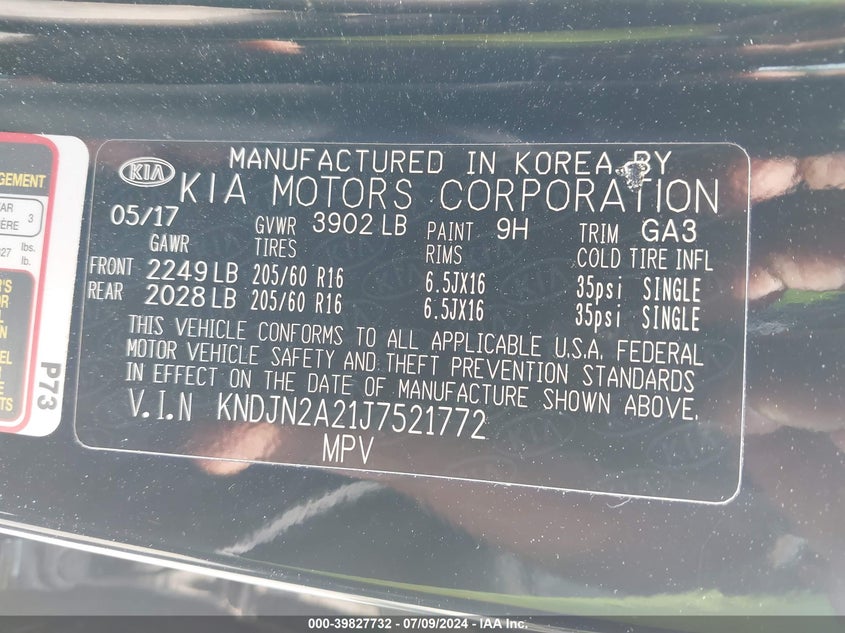 GEMENT
3
lbs.
lb.
P73
KIA MANUFACTURED IN KOREA BY
KIA MOTORS CORPORATION
05/17 GVWR 3902 LB PAINT 9H TRIM GA3
GAWR TIRES RIMS COLD TIRE INFL
FRONT 2249 LB 205/60 R16 6.5JX16 35psi SINGLE
REAR 2028 LB 205/60 R16 6.5JX16 35psi SINGLE
THIS VEHICLE CONFORMS TO ALL APPLICABLE U.S.A. FEDERAL
MOTOR VEHICLE SAFETY AND THEFT PREVENTION STANDARDS
IN EFFECT ON THE DATE OF MANUFACTURE SHOWN ABOVE.
V.I.N KNDJN2A21J7521772
MPV
000-39827732 - 07/09/2024 - IAA Inc.